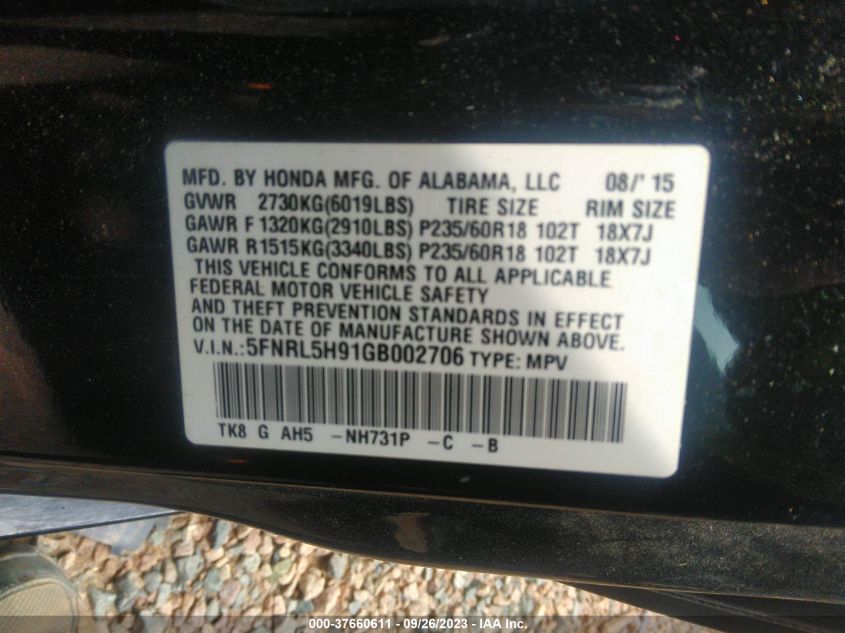 MFD. BY HONDA MFG. OF ALABAMA, LLC 08/' 15
GVWR 2730KG(6019LBS) TIRE SIZE RIM SIZE
GAWR F 1320KG(2910LBS) P235/60R18 102T 18X7J
GAWR R1515KG(3340LBS) P235/60R18 102T 18X7J
THIS VEHICLE CONFORMS TO ALL APPLICABLE
FEDERAL MOTOR VEHICLE SAFETY
AND THEFT PREVENTION STANDARDS IN EFFECT
ON THE DATE OF MANUFACTURE SHOWN ABOVE.
V.I.N.:5FNRL5H91GB002706 TYPE: MPV
TK8 G AH5 -NH731P -C -B
000-37660611 - 09/26/2023 - IAA Inc.